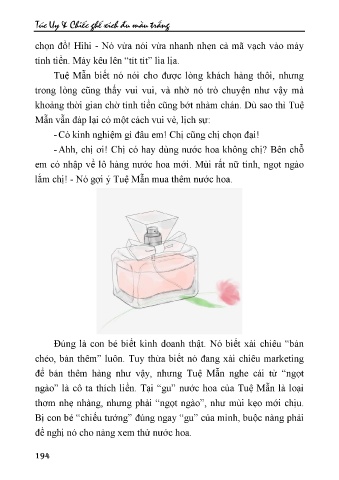 Túc Uy & Chiếc ghế xích đu màu trắng
chọn đồ! Hihi - Nó vừa nói vừa nhanh nhẹn cà mã vạch vào máy
tính tiền. Máy kêu lên “tít tít” lia lịa.
Tuệ Mẫn biết nó nói cho được lòng khách hàng thôi, nhưng
trong lòng cũng thấy vui vui, và nhờ nó trò chuyện như vậy mà
khoảng thời gian chờ tính tiền cũng bớt nhàm chán. Dù sao thì Tuệ
Mẫn vẫn đáp lại có một cách vui vẻ, lịch sự:
- Có kinh nghiệm gì đâu em! Chị cũng chị chọn đại!
- Ahh, chị ơi! Chị có hay dùng nước hoa không chị? Bên chỗ
em có nhập về lô hàng nước hoa mới. Mùi rất nữ tính, ngọt ngào
lắm chị! - Nó gợi ý Tuệ Mẫn mua thêm nước hoa.
Đúng là con bé biết kinh doanh thật. Nó biết xài chiêu “bán
chéo, bán thêm” luôn. Tuy thừa biết nó đang xài chiêu marketing
để bán thêm hàng như vậy, nhưng Tuệ Mẫn nghe cái từ “ngọt
ngào” là cô ta thích liền. Tại “gu” nước hoa của Tuệ Mẫn là loại
thơm nhẹ nhàng, nhưng phải “ngọt ngào”, như mùi kẹo mới chịu.
Bị con bé “chiếu tướng” đúng ngay “gu” của mình, buộc nàng phải
đề nghị nó cho nàng xem thử nước hoa.
194